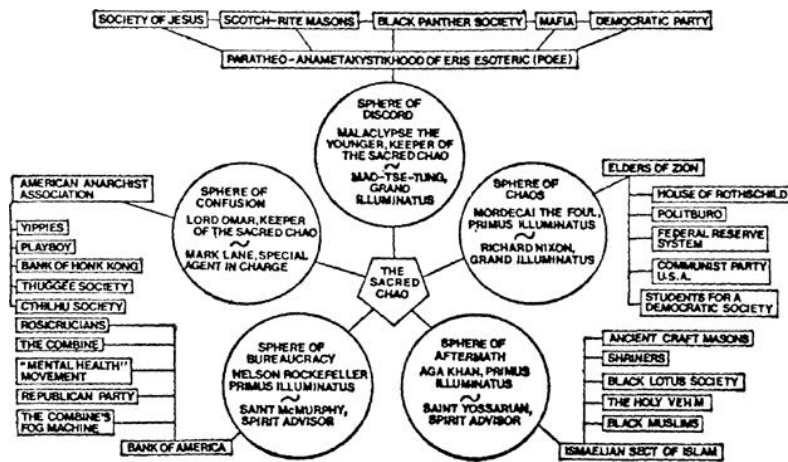 SOCIETY OF JESUS
SCOTCH-RITE MASONS
BLACK PANTHER SOCIETY
MAFIA
DEMOCRATIC PARTY
PARATHEO-ANAMETAKYSTIKHOOD OF ERIS ESOTERIC (POEE)
SPHERE OF
DISCORD
MALACLYPSE THE
YOUNGER, KEEPER OF
THE SACRED CHAO
~
MAO-TSE-TUNG,
GRAND
ILLUMINATUS
AMERICAN ANARCHIST
ASSOCIATION
YIPPIES
PLAYBOY
BANK OF HONK KONG
THUGGEE SOCIETY
CTHLHU SOCIETY
SPHERE OF
CONFUSION
LORD OMAR, KEEPER
OF THE SACRED CHAO
~
MARK LANE, SPECIAL
AGENT IN CHARGE
SPHERE OF
CHAOS
MORDECAI THE FOUL,
PRIMUS ILLUMINATUS
~
RICHARD NIXON,
GRAND ILLUMINATUS
ELDERS OF ZION
HOUSE OF ROTHSCHILD
POLITBURO
FEDERAL RESERVE
SYSTEM
COMMUNIST PARTY
U.S.A.
STUDENTS FOR A
DEMOCRATIC SOCIETY
THE
SACRED
CHAO
ROSICRUCIANS
THE COMBINE
"MENTAL HEALTH"
MOVEMENT
REPUBLICAN PARTY
THE COMBINE'S
FOG MACHINE
BANK OF AMERICA
SPHERE OF
BUREAUCRACY
NELSON ROCKEFELLER
PRIMUS ILLUMINATUS
~
SAINT McMURPHY,
SPIRIT ADVISOR
SPHERE OF
AFTERMATH
AGA KHAN, PRIMUS
ILLUMINATUS
~
SAINT YOSSARIAN,
SPIRIT ADVISOR
ANCIENT CRAFT MASONS
SHRINERS
BLACK LOTUS SOCIETY
THE HOLY VEHM
BLACK MUSLIMS
ISMAELIAN SECT OF ISLAM